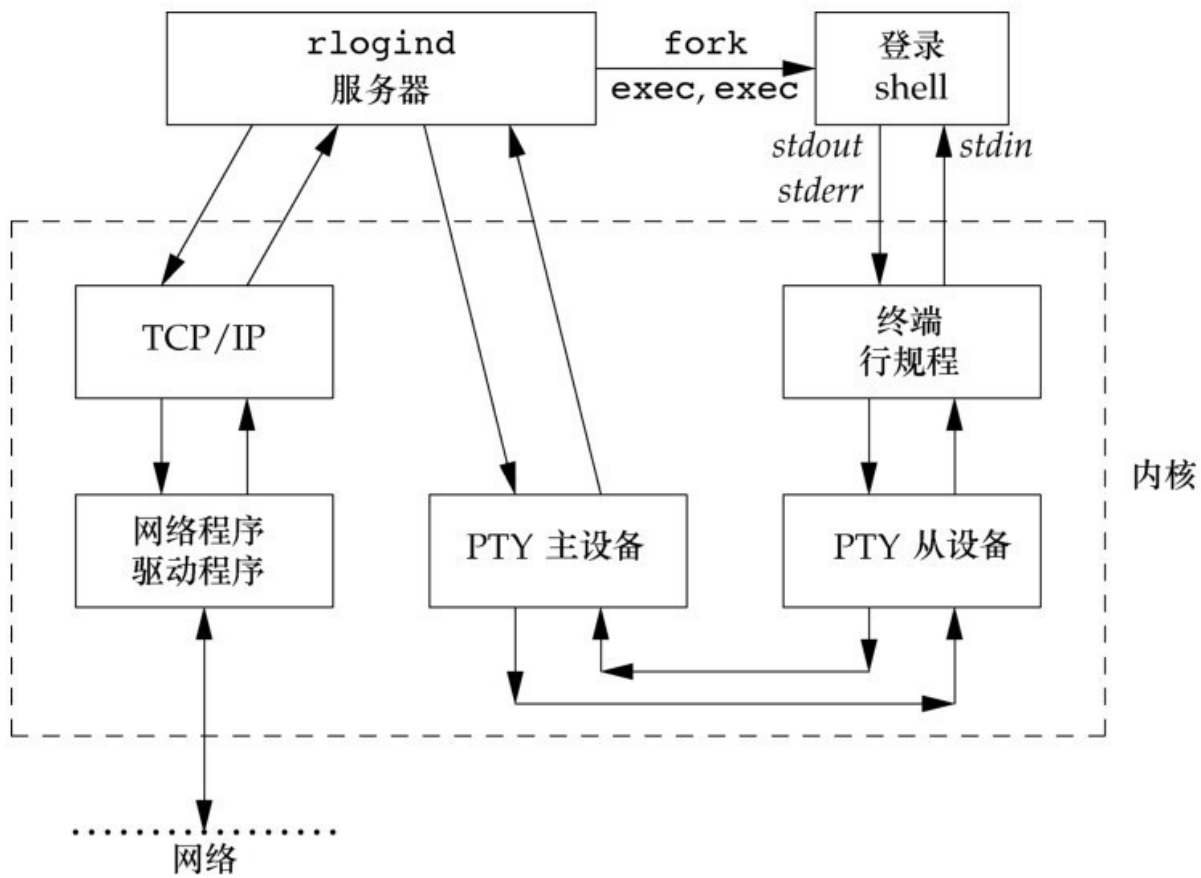 rlogind
服务器
fork
exec, exec
登录
shell
stdout
stderr
stdin
TCP/IP
终端
行规程
内核
网络程序
驱动程序
PTY 主设备
PTY 从设备
网络